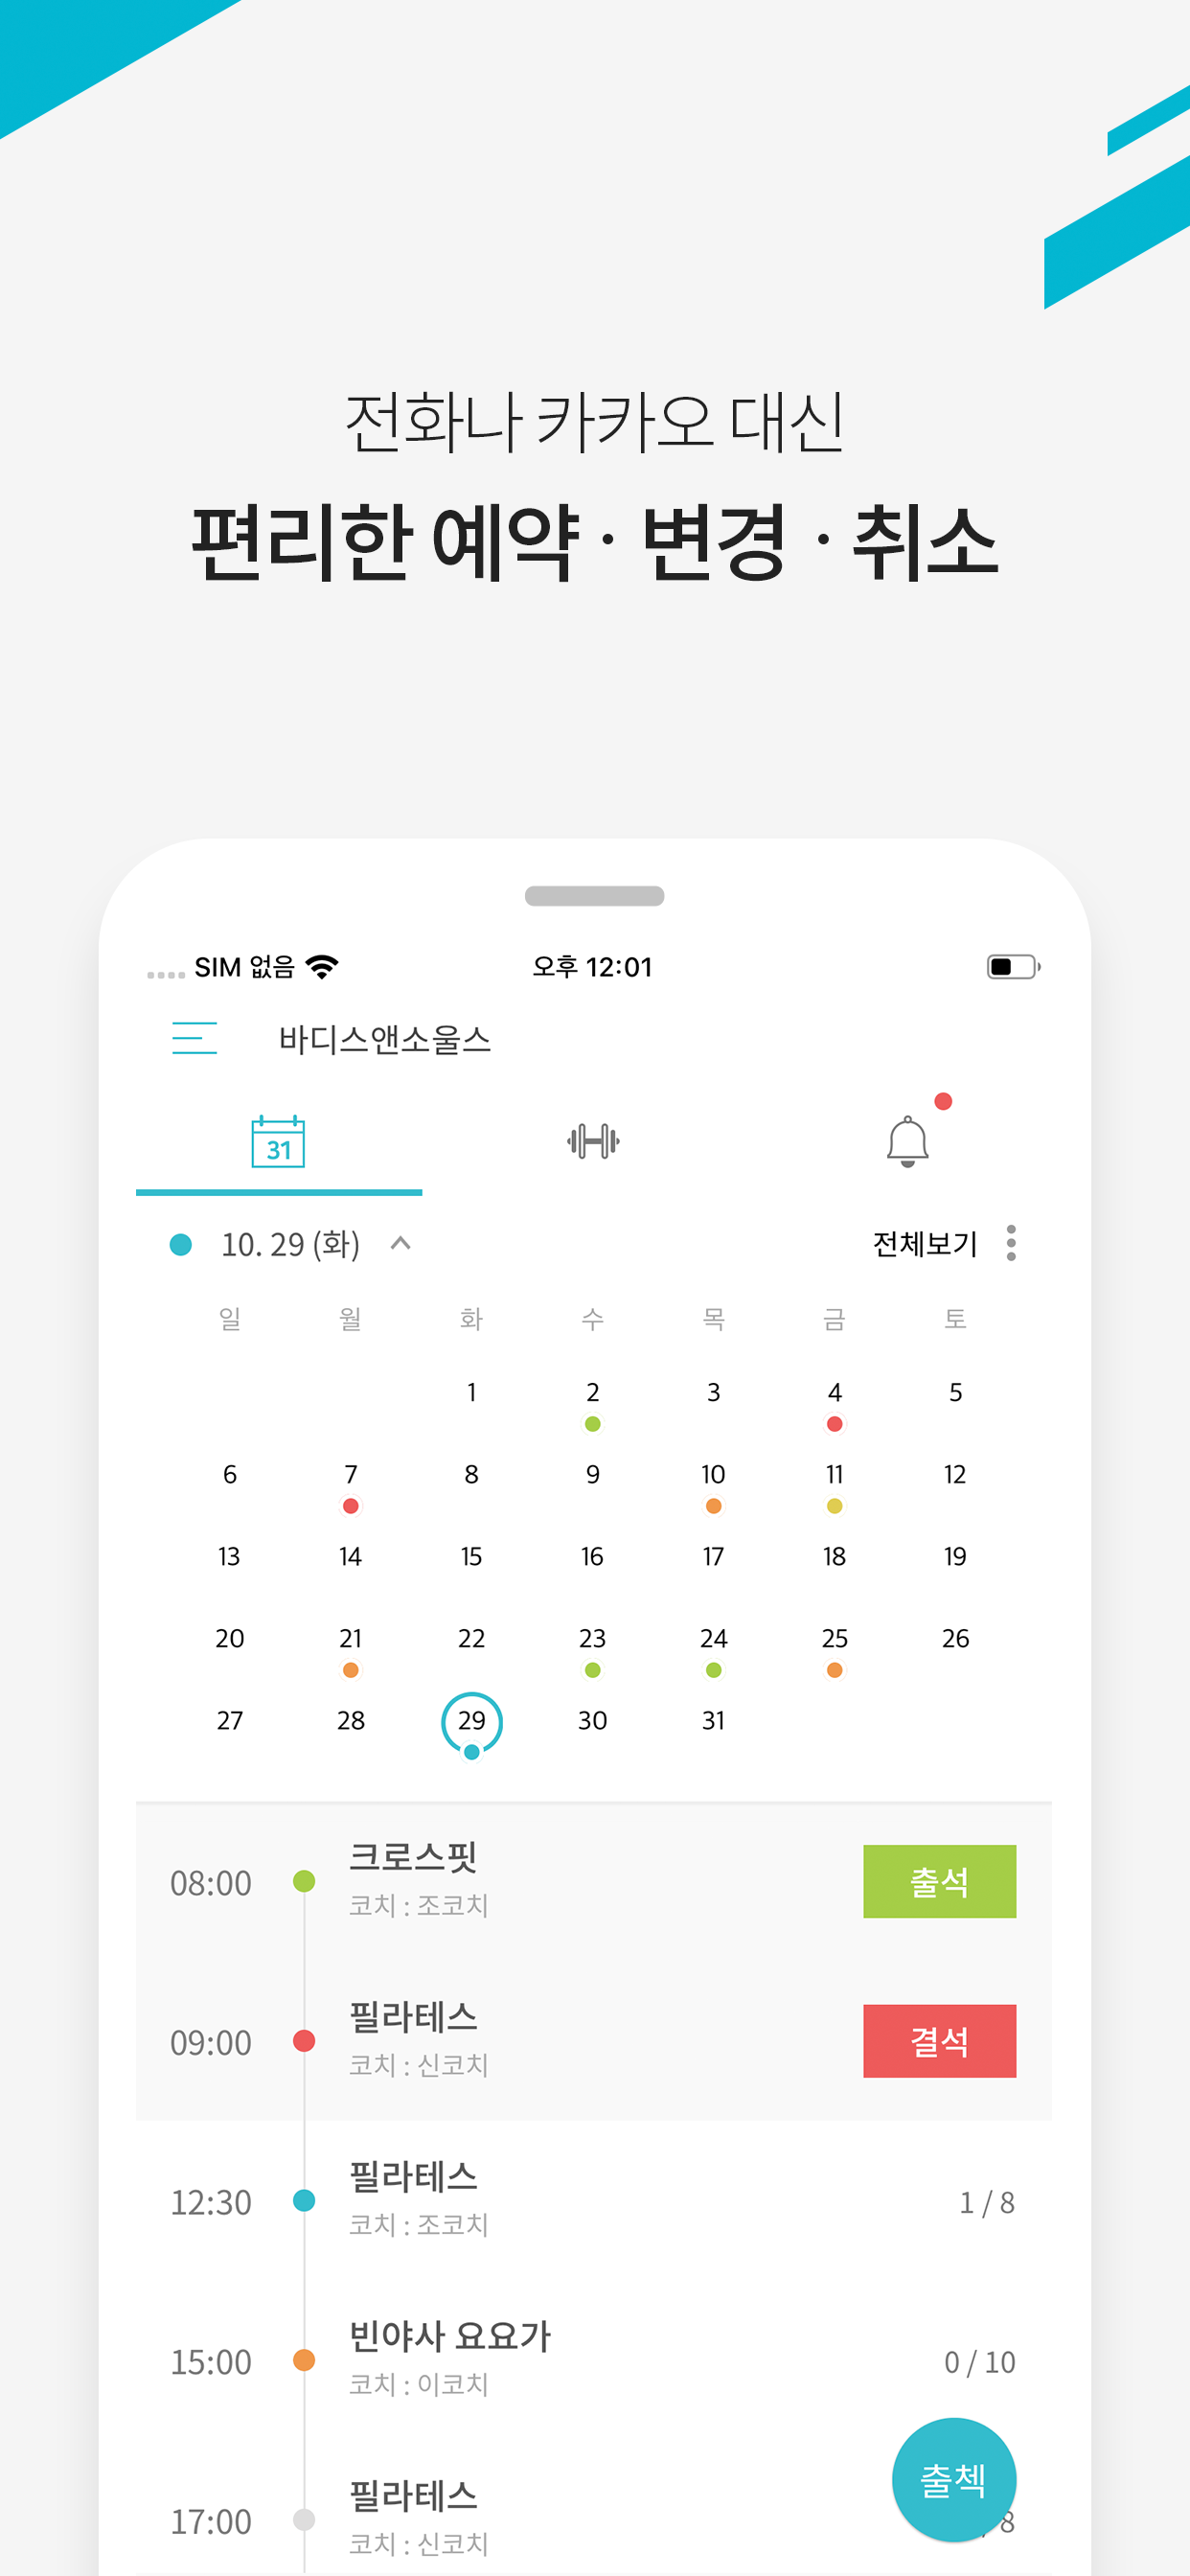 전화나 카카오 대신
편리한 예약 · 변경 · 취소
SIM 없음 오후 12:01
바디스앤소울스
31
10. 29 (화) 전체보기
일 월 화 수 목 금 토
1 2 3 4 5
6 7 8 9 10 11 12
13 14 15 16 17 18 19
20 21 22 23 24 25 26
27 28 29 30 31
크로스핏
08:00 출석
코치 : 조코치
필라테스
09:00 결석
코치 : 신코치
필라테스
12:30 1 / 8
코치 : 조코치
빈야사 요요가
15:00 0 / 10
코치 : 이코치
출첵
필라테스
17:00 / 8
코치 : 신코치